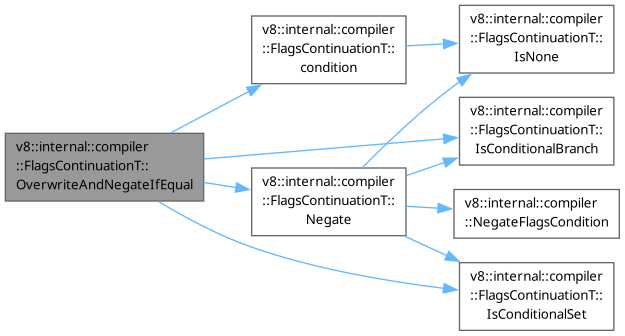 v8::internal::compiler
::FlagsContinuationT::
OverwriteAndNegateIfEqual
v8::internal::compiler
::FlagsContinuationT::
condition
v8::internal::compiler
::FlagsContinuationT::
IsNone
v8::internal::compiler
::FlagsContinuationT::
IsConditionalBranch
v8::internal::compiler
::FlagsContinuationT::
Negate
v8::internal::compiler
::NegateFlagsCondition
v8::internal::compiler
::FlagsContinuationT::
IsConditionalSet